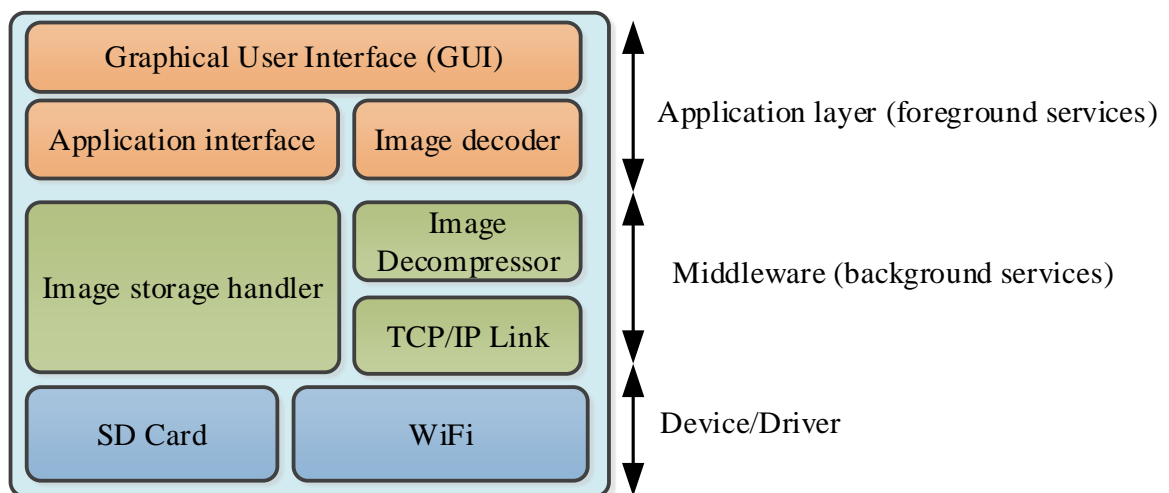 Graphical User Interface (GUI)
Application interface
Image decoder
Application layer (foreground services)
Image storage handler
Image
Decompressor
TCP/IP Link
Middleware (background services)
SD Card
WiFi
Device/Driver